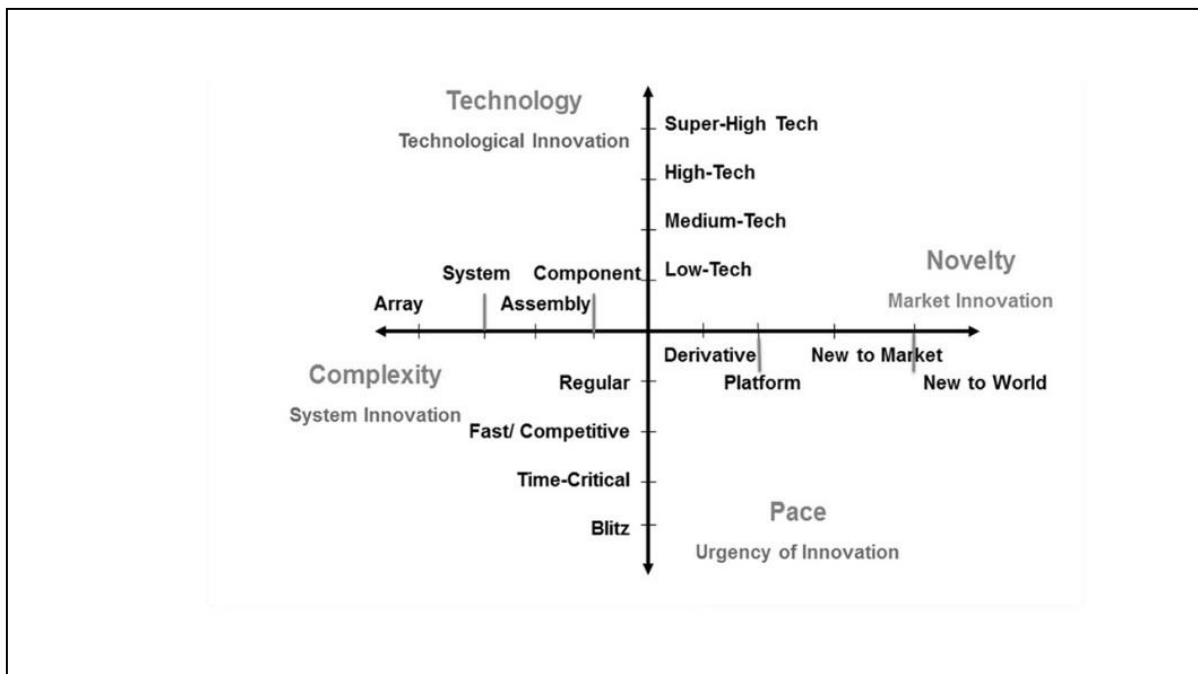 Technology
Technological Innovation
Super-High Tech
High-Tech
Medium-Tech
Low-Tech
Novelty
Market Innovation
System
Component
Array
Assembly
Derivative
New to Market
Platform
New to World
Complexity
System Innovation
Regular
Fast/ Competitive
Time-Critical
Blitz
Pace
Urgency of Innovation